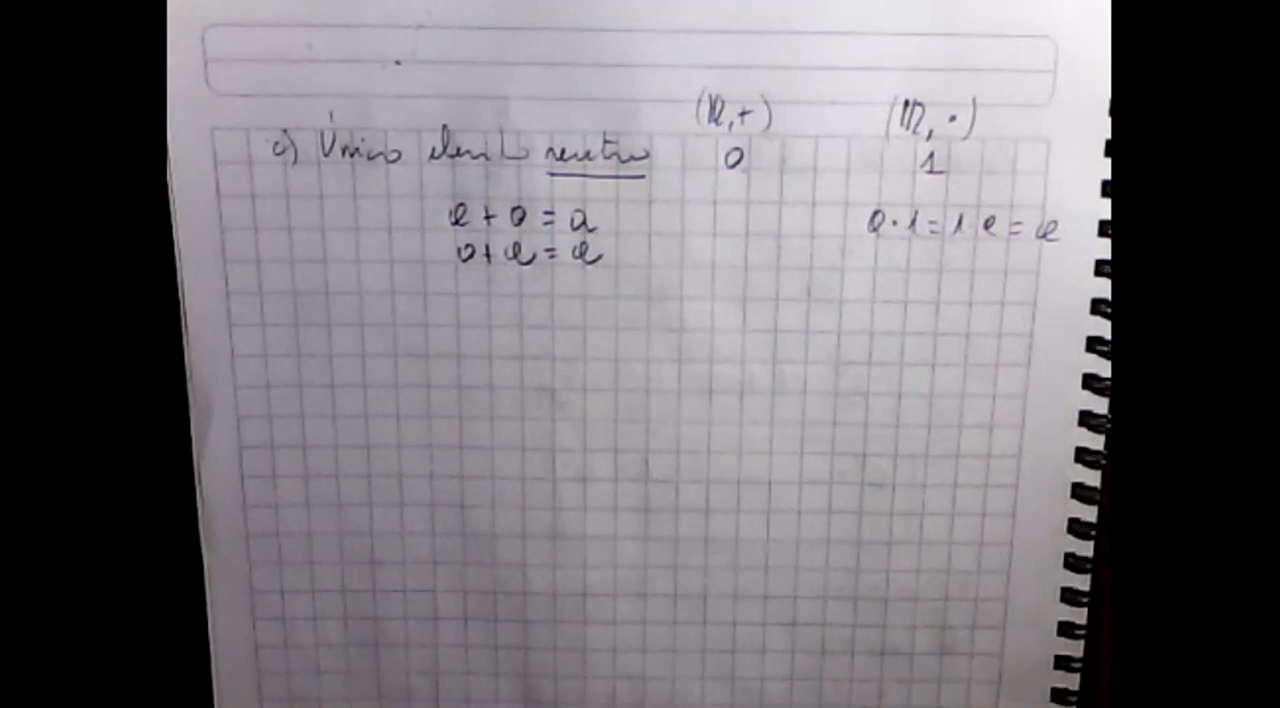 (R, +) (R, ·)
c) Único elemento neutro 0 1
a + 0 = a a · 1 = 1 a = a
0 + a = a